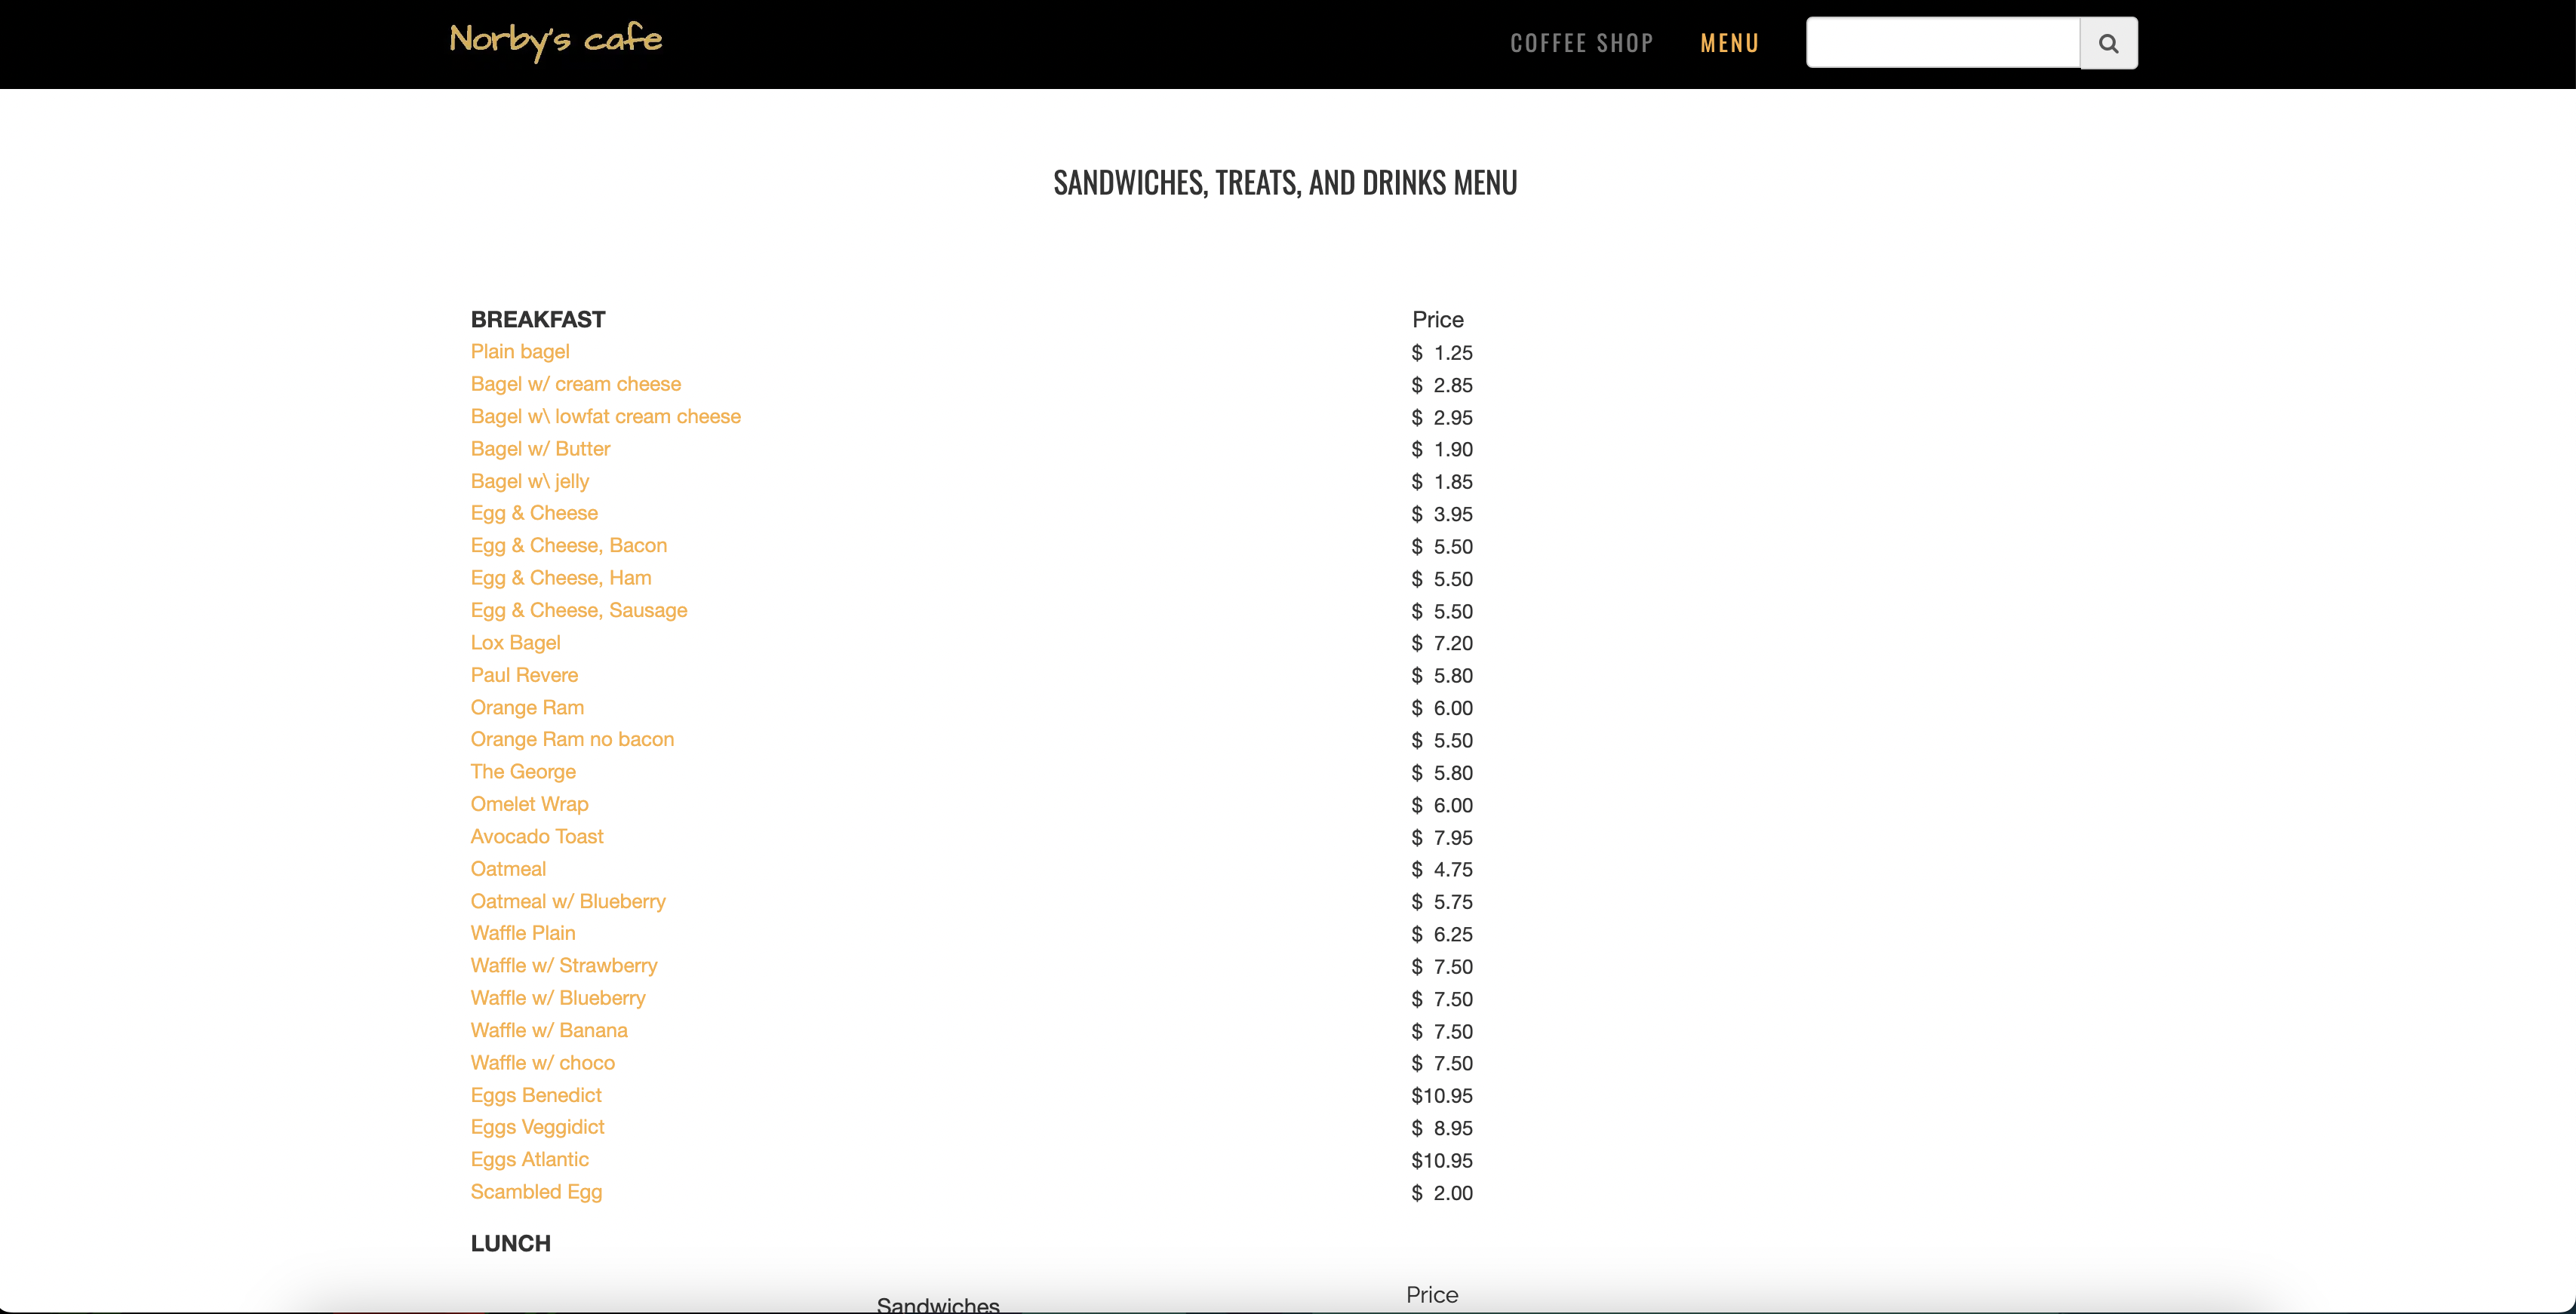 Norby's cafe COFFEE SHOP MENU
SANDWICHES, TREATS, AND DRINKS MENU
BREAKFAST Price
Plain bagel $ 1.25
Bagel w/ cream cheese $ 2.85
Bagel w\ lowfat cream cheese $ 2.95
Bagel w/ Butter $ 1.90
Bagel w\ jelly $ 1.85
Egg & Cheese $ 3.95
Egg & Cheese, Bacon $ 5.50
Egg & Cheese, Ham $ 5.50
Egg & Cheese, Sausage $ 5.50
Lox Bagel $ 7.20
Paul Revere $ 5.80
Orange Ram $ 6.00
Orange Ram no bacon $ 5.50
The George $ 5.80
Omelet Wrap $ 6.00
Avocado Toast $ 7.95
Oatmeal $ 4.75
Oatmeal w/ Blueberry $ 5.75
Waffle Plain $ 6.25
Waffle w/ Strawberry $ 7.50
Waffle w/ Blueberry $ 7.50
Waffle w/ Banana $ 7.50
Waffle w/ choco $ 7.50
Eggs Benedict $10.95
Eggs Veggidict $ 8.95
Eggs Atlantic $10.95
Scambled Egg $ 2.00
LUNCH
Sandwiches Price